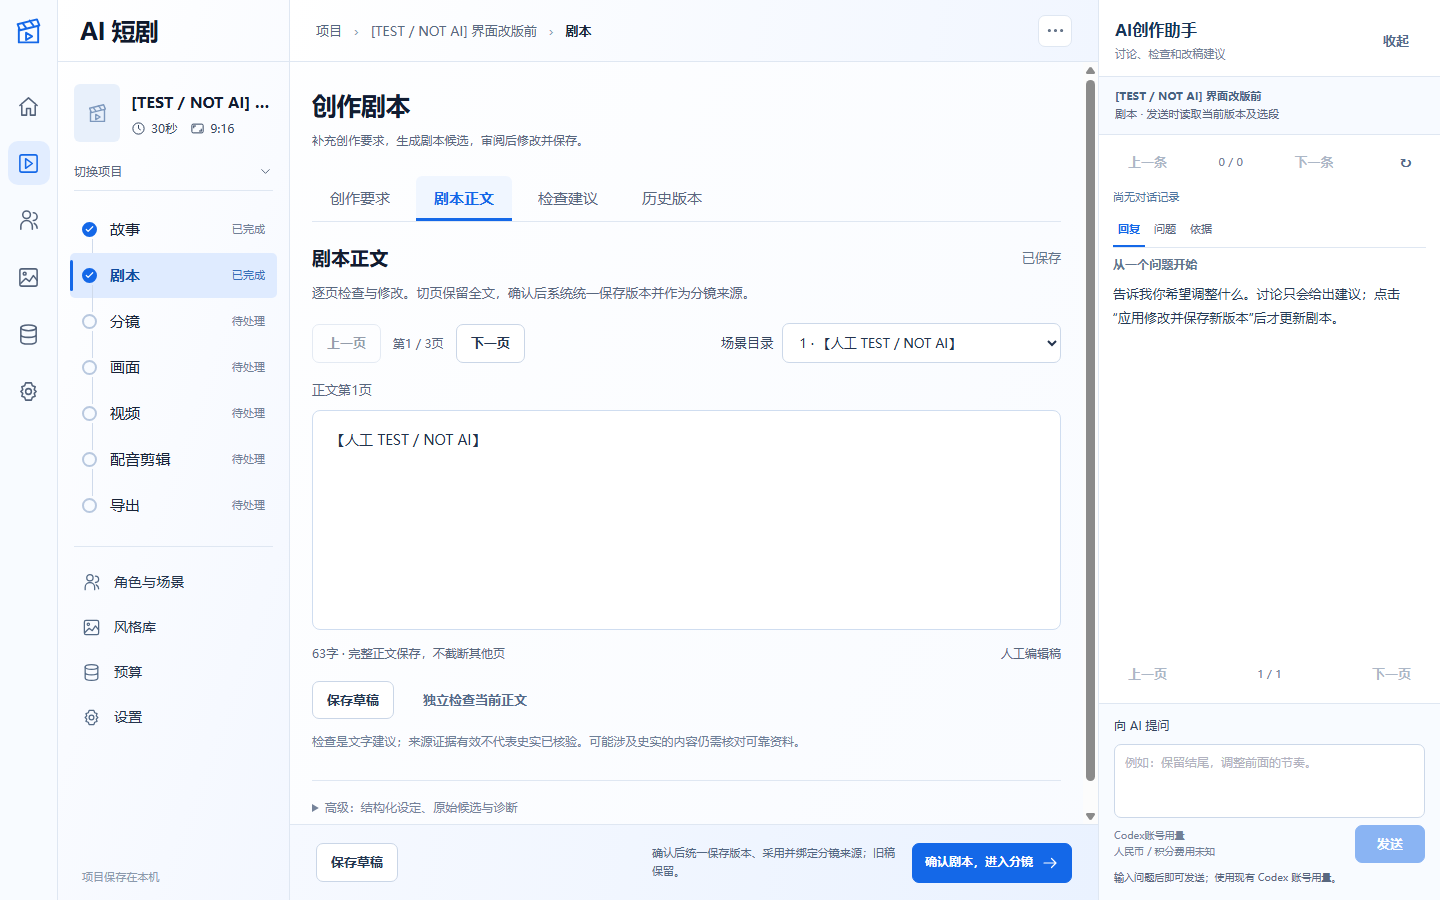 AI 短剧
[TEST / NOT AI] ...
30秒
9:16
切换项目
故事
已完成
剧本
已完成
分镜
待处理
画面
待处理
视频
待处理
配音剪辑
待处理
导出
待处理
角色与场景
风格库
预算
设置
项目保存在本机
项目 › [TEST / NOT AI] 界面改版前 › 剧本
创作剧本
补充创作要求，生成剧本候选，审阅后修改并保存。
创作要求
剧本正文
检查建议
历史版本
剧本正文
已保存
逐页检查与修改。切页保留全文，确认后系统统一保存版本并作为分镜来源。
上一页
第1 / 3页
下一页
场景目录
1 · 【人工 TEST / NOT AI】
正文第1页
【人工 TEST / NOT AI】
63字 · 完整正文保存，不截断其他页
人工编辑稿
保存草稿
独立检查当前正文
检查是文字建议；来源证据有效不代表史实已核验。可能涉及史实的内容仍需核对可靠资料。
高级：结构化设定、原始候选与诊断
保存草稿
确认后统一保存版本、采用并绑定分镜来源；旧稿
保留。
确认剧本，进入分镜 →
AI创作助手
讨论、检查和改稿建议
收起
[TEST / NOT AI] 界面改版前
剧本 · 发送时读取当前版本及选段
上一条
0 / 0
下一条
↻
尚无对话记录
回复
问题
依据
从一个问题开始
告诉我你希望调整什么。讨论只会给出建议；点击
“应用修改并保存新版本”后才更新剧本。
上一页
1 / 1
下一页
向 AI 提问
例如：保留结尾，调整前面的节奏。
Codex账号用量
人民币 / 积分费用未知
发送
输入问题后即可发送；使用现有 Codex 账号用量。